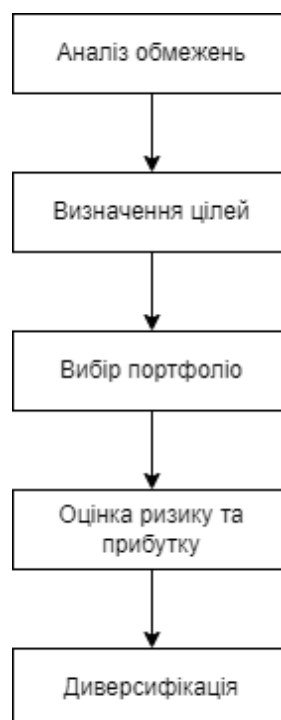 Аналіз обмежень
Визначення цілей
Вибір портфоліо
Оцінка ризику та
прибутку
Диверсифікація